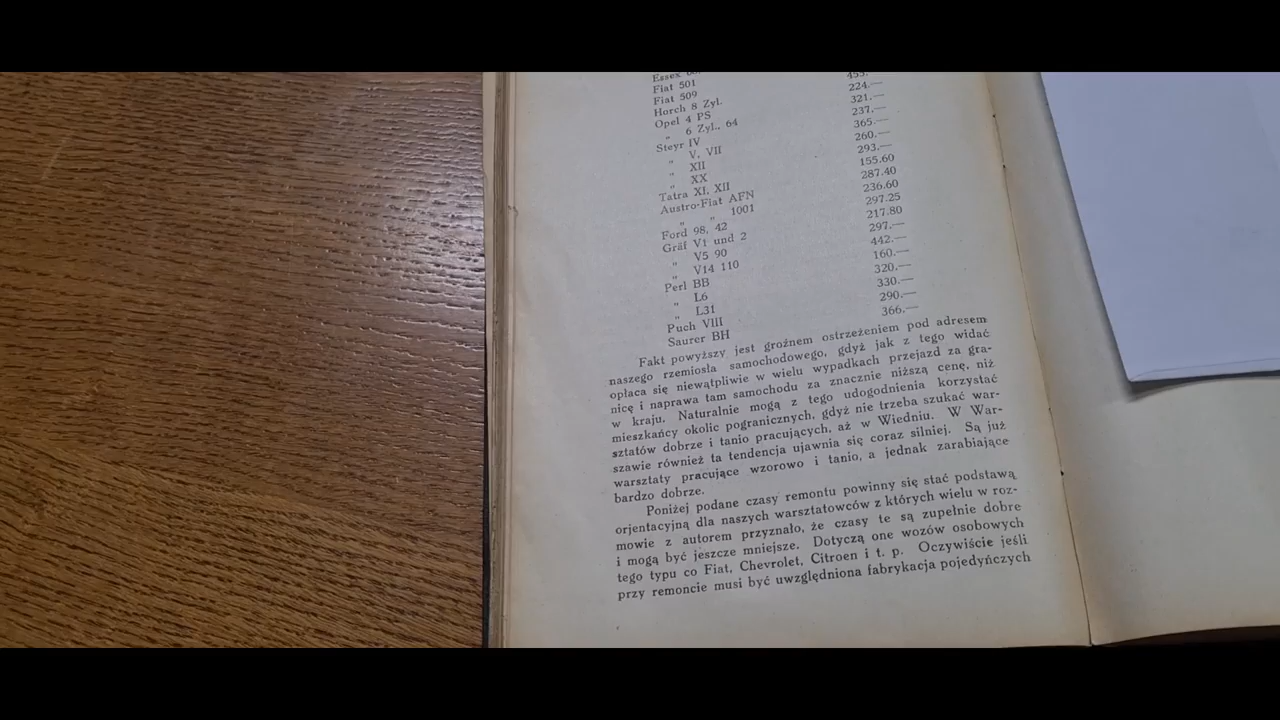 Fiat 501
Fiat 509
Horch 8 Zyl. 455.—
Opel 4 PS 224.—
„ 6 Zyl., 64 321.—
Steyr IV 237.—
„ V, VII 365.—
„ XII 260.—
„ XX 293.—
Tatra XI, XII 155.60
Austro-Fiat AFN 287.40
„ „ 1001 236.60
Ford 98, 42 297.25
Gräf V1 und 2 217.80
„ V5 90 297.—
„ V14 110 442.—
Perl BB 160.—
„ L6 320.—
„ L31 330.—
Puch VIII 290.—
Saurer BH 366.—
Fakt powyższy jest groźnem ostrzeżeniem pod adresem
naszego rzemiosła samochodowego, gdyż jak z tego widać
opłaca się niewątpliwie w wielu wypadkach przejazd za gra-
nicę i naprawa tam samochodu za znacznie niższą cenę, niż
w kraju. Naturalnie mogą z tego udogodnienia korzystać
mieszkańcy okolic pogranicznych, gdyż nie trzeba szukać war-
sztatów dobrze i tanio pracujących, aż w Wiedniu. W War-
szawie również ta tendencja ujawnia się coraz silniej. Są już
warsztaty pracujące wzorowo i tanio, a jednak zarabiające
bardzo dobrze.
Poniżej podane czasy remontu powinny się stać podstawą
orjentacyjną dla naszych warsztatowców z których wielu w roz-
mowie z autorem przyznało, że czasy te są zupełnie dobre
i mogą być jeszcze mniejsze. Dotyczą one wozów osobowych
tego typu co Fiat, Chevrolet, Citroen i t. p. Oczywiście jeśli
przy remoncie musi być uwzględniona fabrykacja pojedyńczych